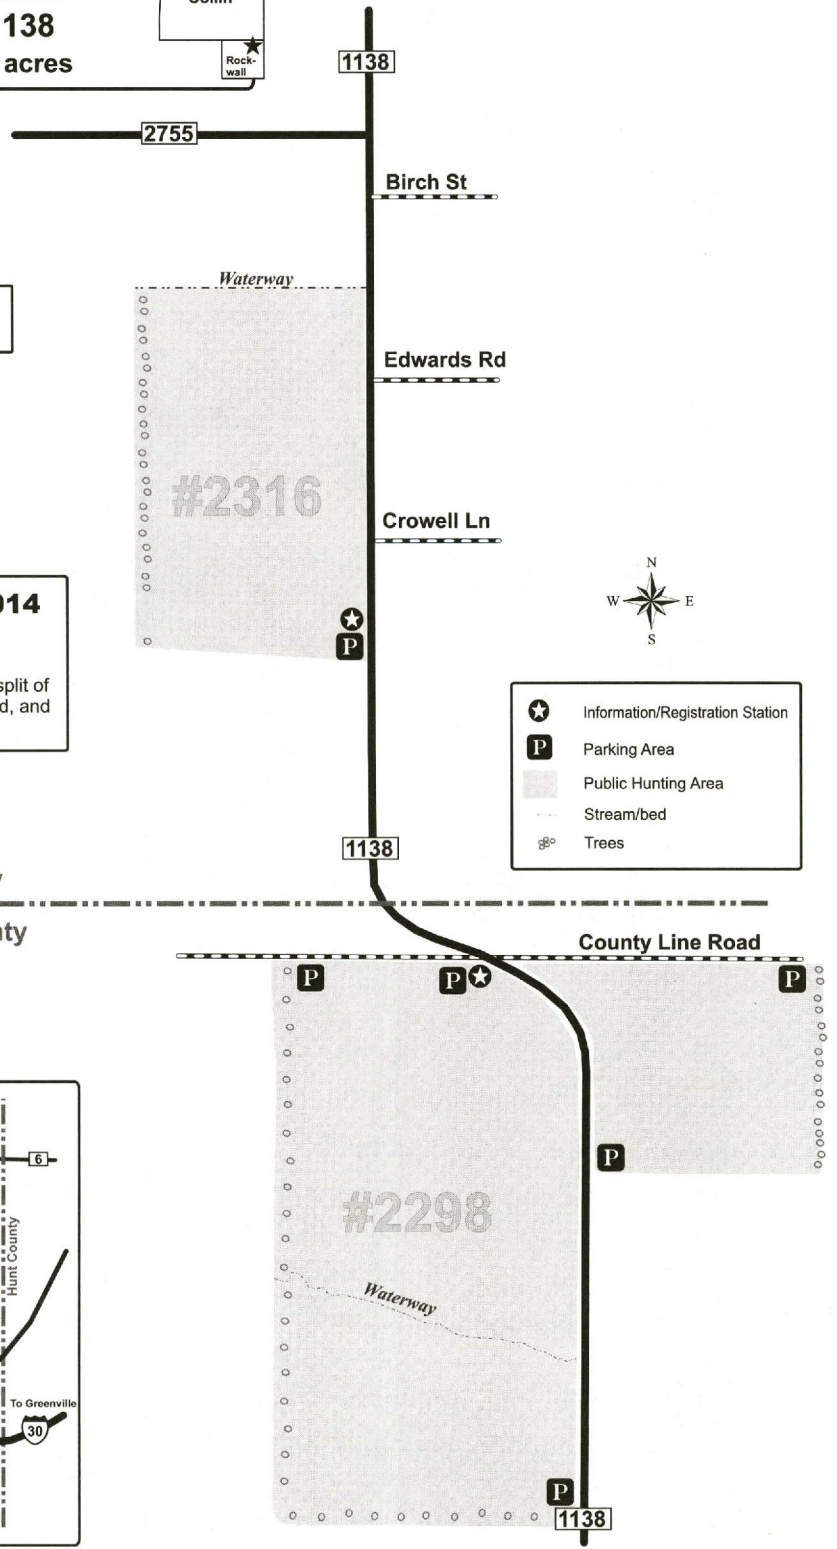 138
acres
Rock-
wall
1138
2755
Birch St
Waterway
Edwards Rd
#2316
Crowell Ln
N
W
E
S
P
014
split of
d, and
Information/Registration Station
P
Parking Area
Public Hunting Area
Stream/bed
Trees
1138
ty
County Line Road
P
P
P
6
P
Hunt County
#2298
Waterway
To Greenville
30
P
1138